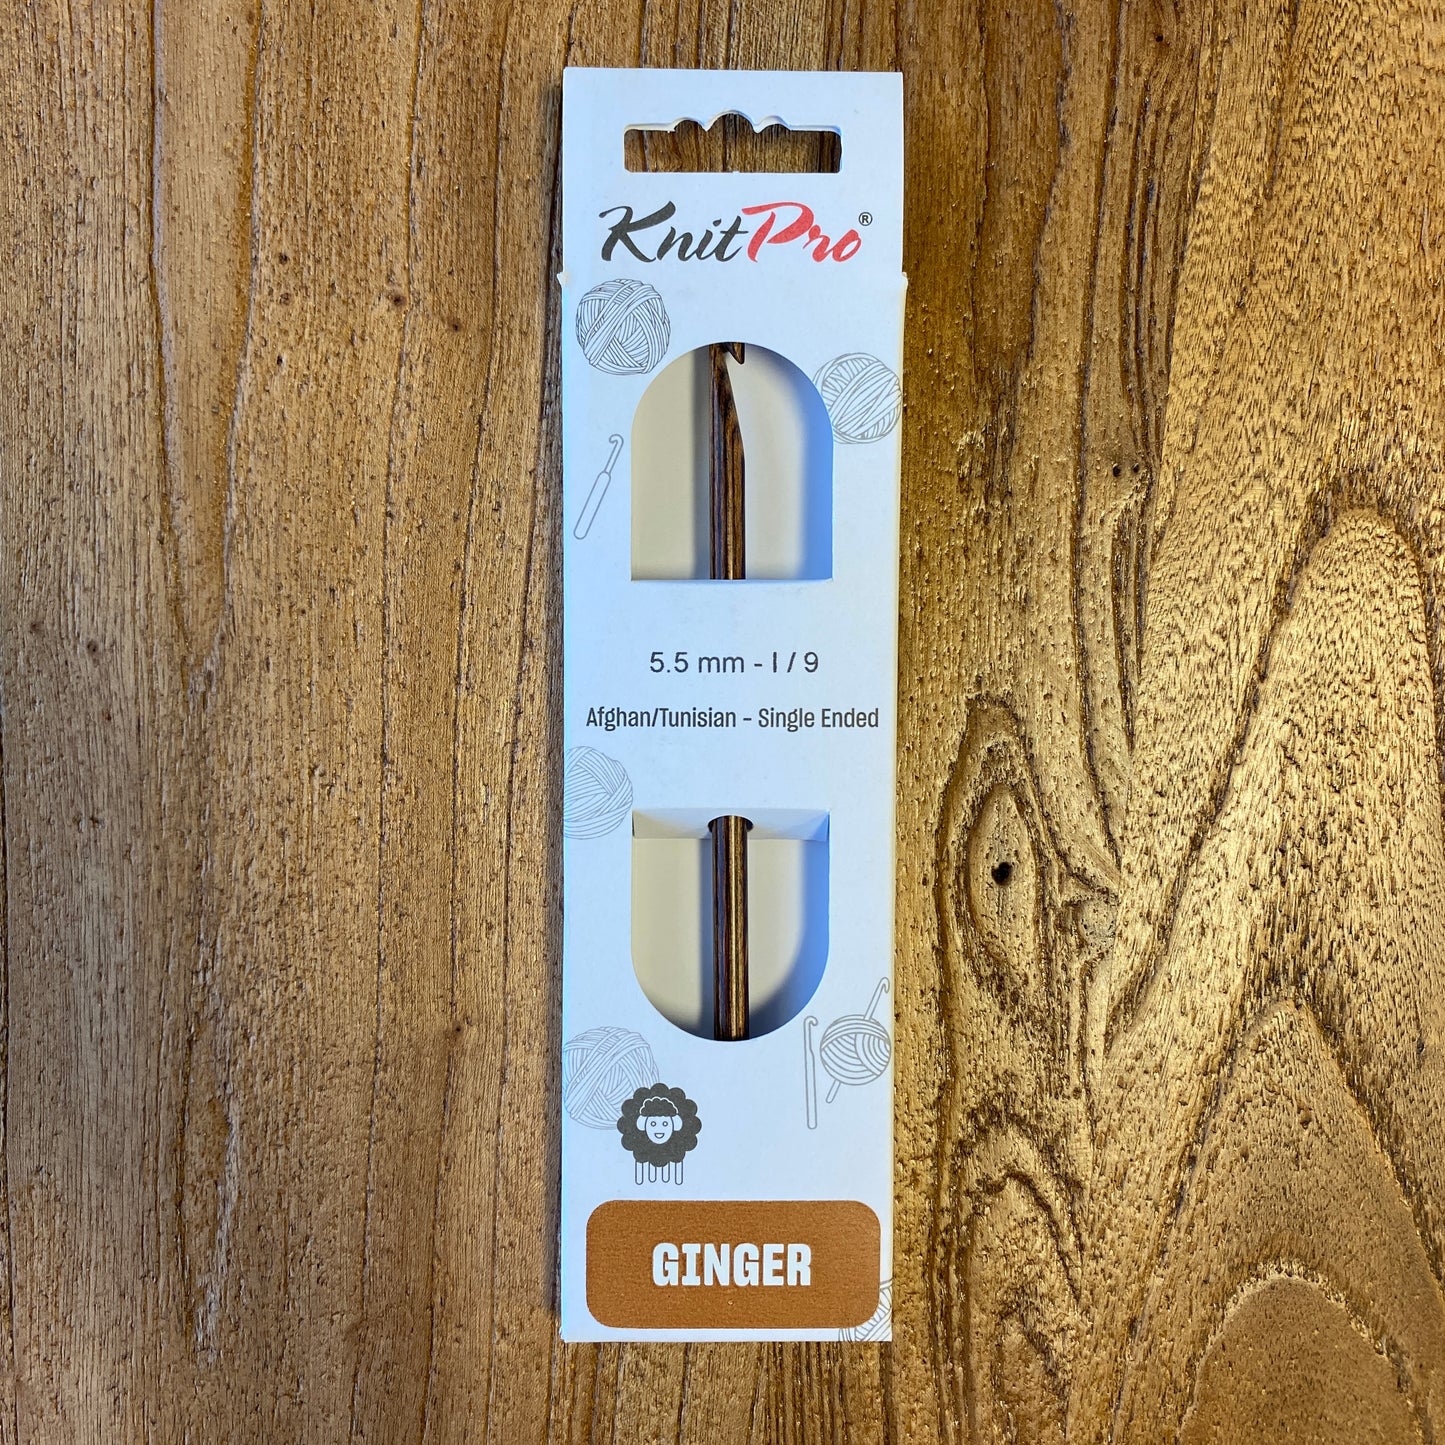 KnitPro®
5.5 mm - I / 9
Afghan/Tunisian - Single Ended
GINGER